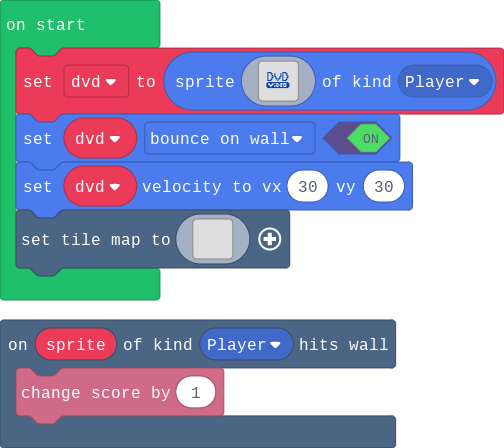 on start
set dvd to sprite DVD VIDEO of kind Player
set dvd bounce on wall ON
set dvd velocity to vx 30 vy 30
set tile map to
on sprite of kind Player hits wall
change score by 1